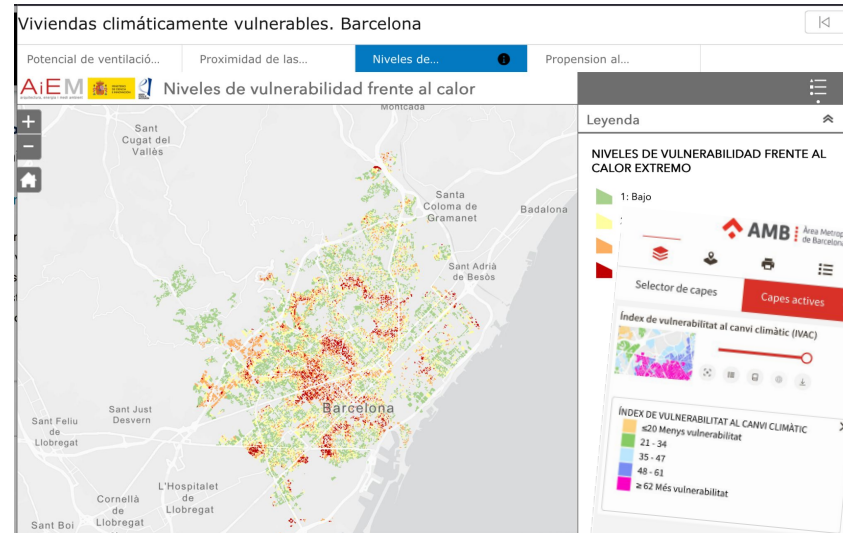 Viviendas climáticamente vulnerables. Barcelona
Potencial de ventilació...
Proximidad de las...
Niveles de...
Propension al...
AiEM
Niveles de vulnerabilidad frente al calor
Montcada
Sant
Cugat del
Vallès
Santa
Coloma de
Gramanet
Badalona
Sant Adrià
de Besòs
Barcelona
Sant Just
Desvern
Sant Feliu
de
Llobregat
L'Hospitalet
de
Llobregat
Cornellà
de
Llobregat
Sant Boi
Leyenda
NIVELES DE VULNERABILIDAD FRENTE AL
CALOR EXTREMO
1: Bajo
AMB
Àrea Metrop
de Barcelona
Selector de capes
Capes actives
Índex de vulnerabilitat al canvi climàtic (IVAC)
ÍNDEX DE VULNERABILITAT AL CANVI CLIMÀTIC
≤20 Menys vulnerabilitat
21 - 34
35 - 47
48 - 61
≥ 62 Més vulnerabilitat